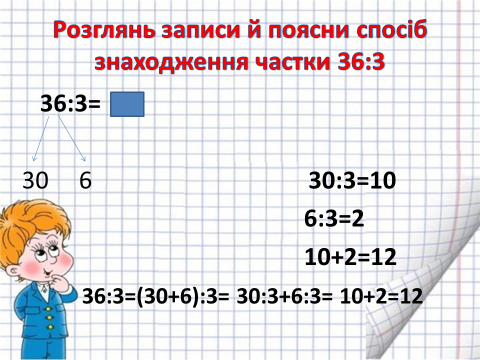 Розглянь записи й поясни спосіб
знаходження частки 36:3
36:3=
30 6
30:3=10
6:3=2
10+2=12
36:3=(30+6):3= 30:3+6:3= 10+2=12